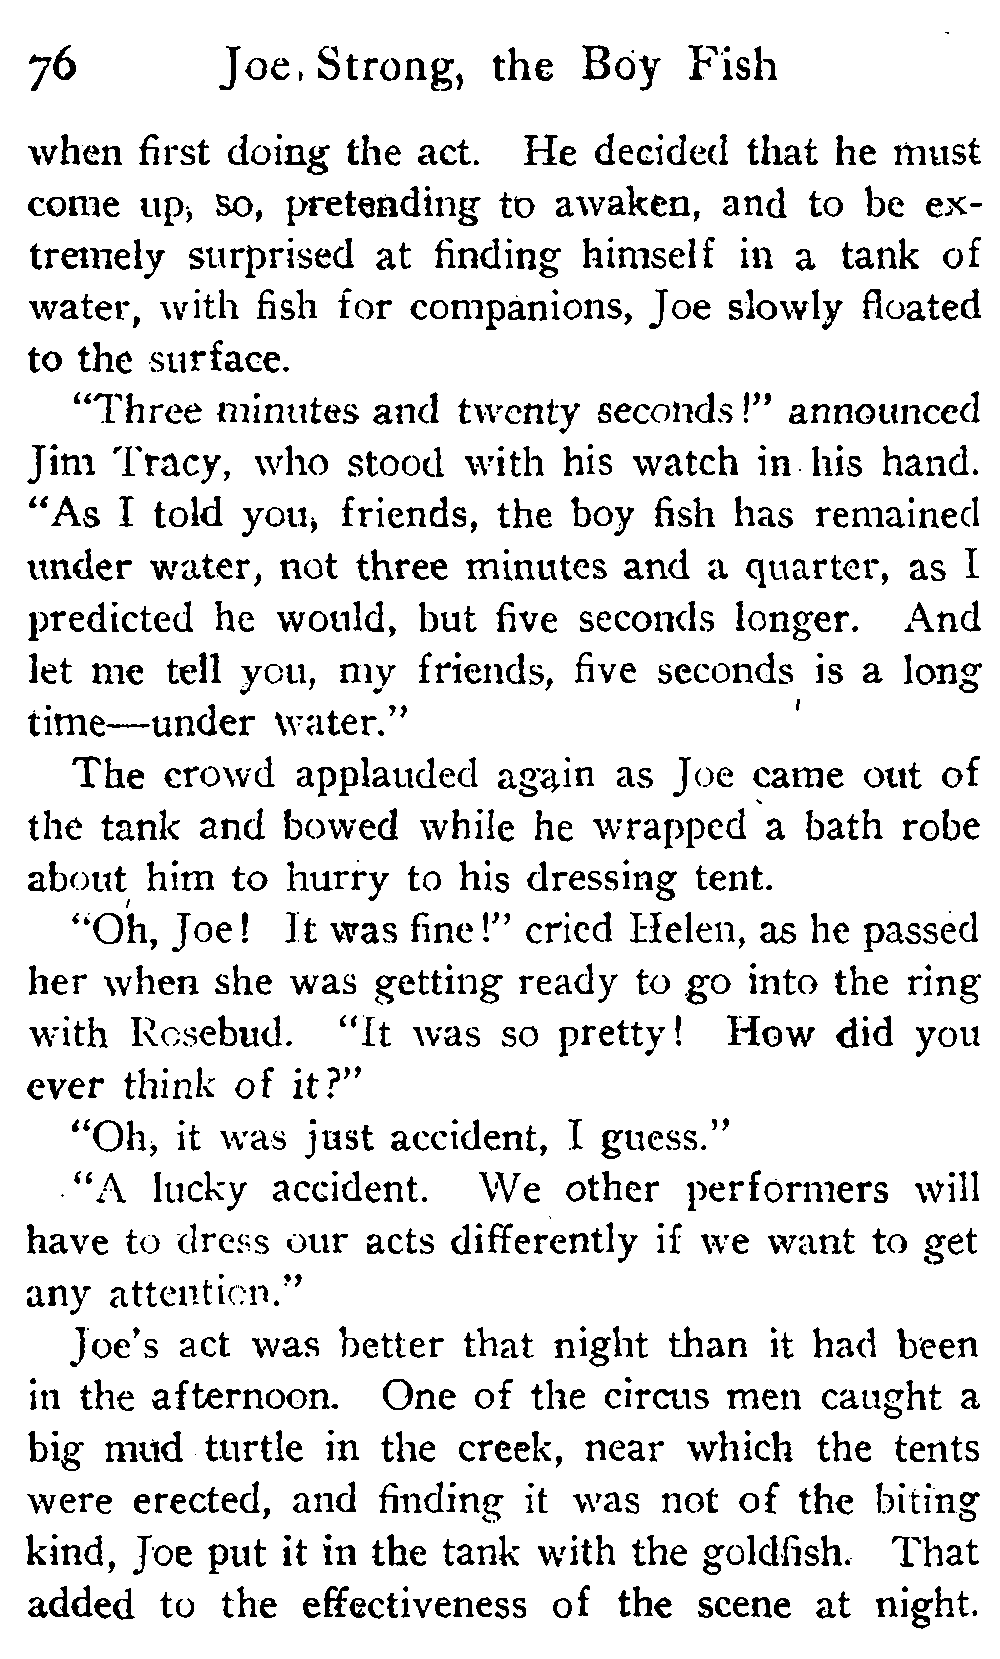 76 Joe Strong, the Boy Fish
when first doing the act. He decided that he must
come up, so, pretending to awaken, and to be ex-
tremely surprised at finding himself in a tank of
water, with fish for companions, Joe slowly floated
to the surface.
"Three minutes and twenty seconds!" announced
Jim Tracy, who stood with his watch in his hand.
"As I told you, friends, the boy fish has remained
under water, not three minutes and a quarter, as I
predicted he would, but five seconds longer. And
let me tell you, my friends, five seconds is a long
time—under water."
The crowd applauded again as Joe came out of
the tank and bowed while he wrapped a bath robe
about him to hurry to his dressing tent.
"Oh, Joe! It was fine!" cried Helen, as he passed
her when she was getting ready to go into the ring
with Rosebud. "It was so pretty! How did you
ever think of it?"
"Oh, it was just accident, I guess."
"A lucky accident. We other performers will
have to dress our acts differently if we want to get
any attention."
Joe's act was better that night than it had been
in the afternoon. One of the circus men caught a
big mud turtle in the creek, near which the tents
were erected, and finding it was not of the biting
kind, Joe put it in the tank with the goldfish. That
added to the effectiveness of the scene at night.